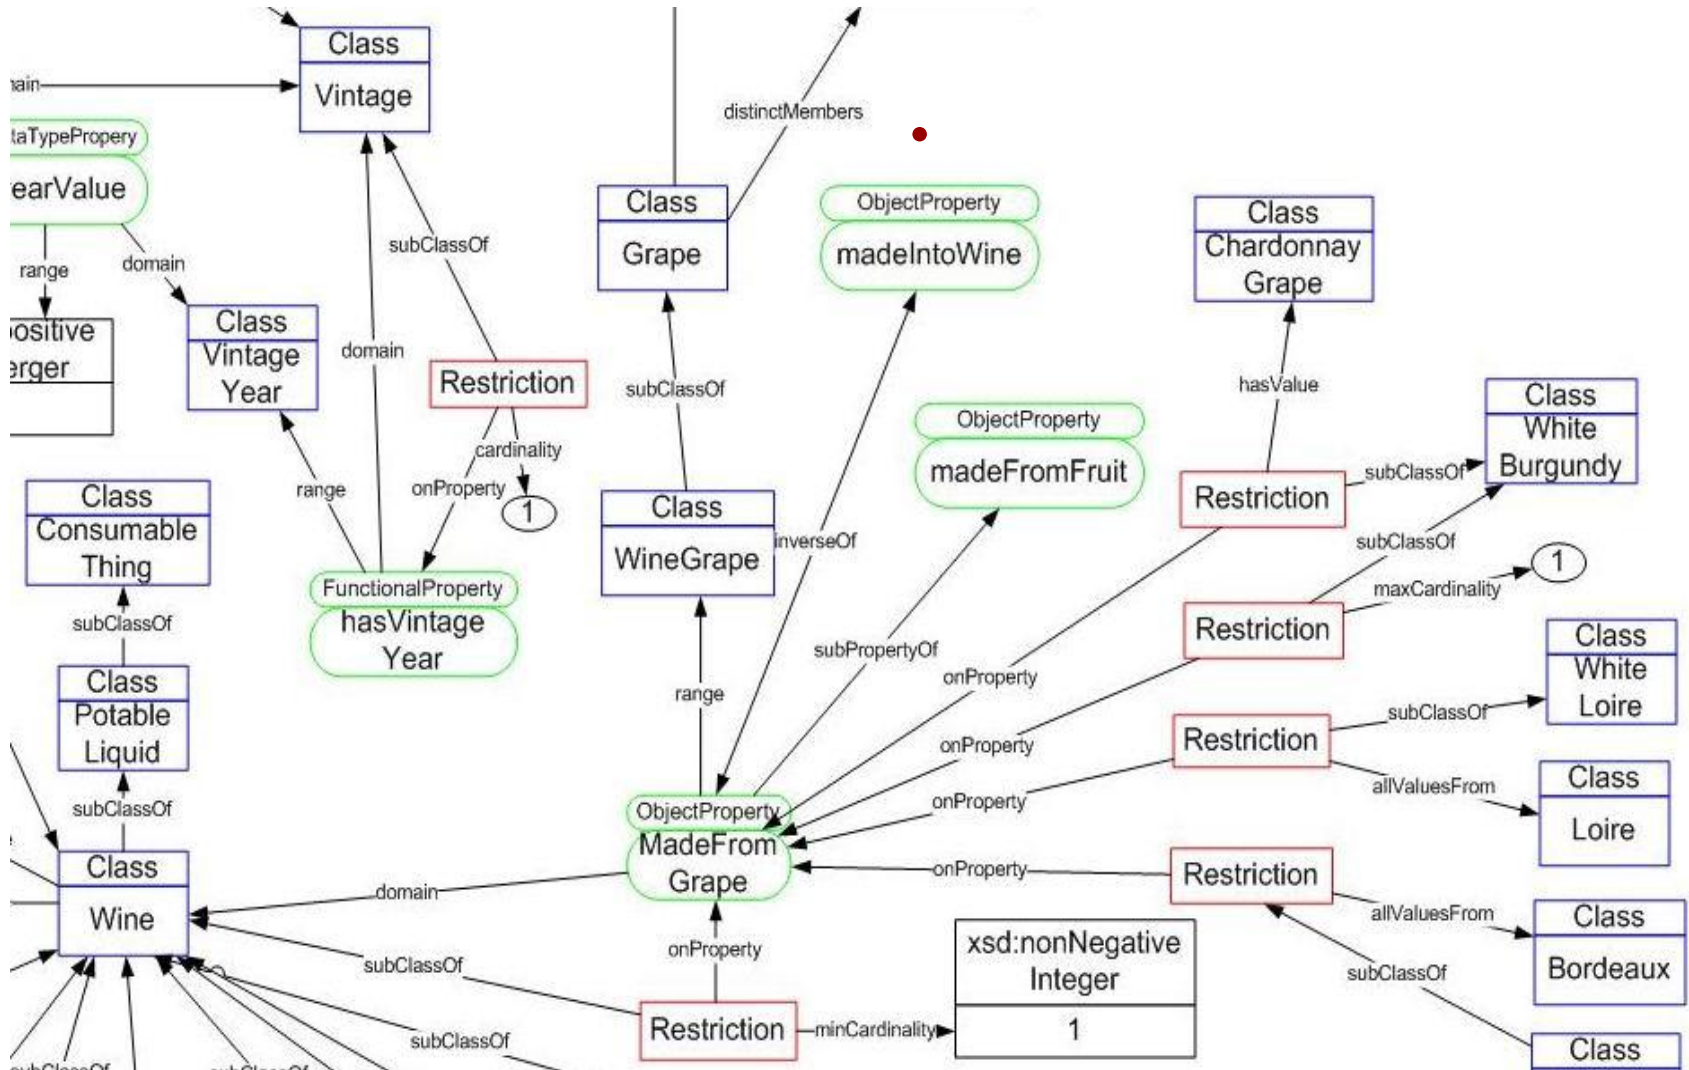 Class
Vintage
distinctMembers
taTypePropery
earValue
range
domain
ositive
erger
Class
Vintage
Year
domain
subClassOf
Restriction
cardinality
onProperty
1
range
FunctionalProperty
hasVintage
Year
Class
Grape
subClassOf
Class
WineGrape
ObjectProperty
madeIntoWine
inverseOf
ObjectProperty
madeFromFruit
subPropertyOf
range
Class
Chardonnay
Grape
hasValue
Restriction
subClassOf
Class
White
Burgundy
subClassOf
Restriction
maxCardinality
1
onProperty
onProperty
Restriction
subClassOf
Class
White
Loire
allValuesFrom
Class
Loire
onProperty
ObjectProperty
MadeFrom
Grape
onProperty
Restriction
allValuesFrom
Class
Bordeaux
subClassOf
Class
Class
Consumable
Thing
subClassOf
Class
Potable
Liquid
subClassOf
Class
Wine
domain
subClassOf
onProperty
Restriction
minCardinality
xsd:nonNegative
Integer
1
subClassOf
subClassOf
subClassOf